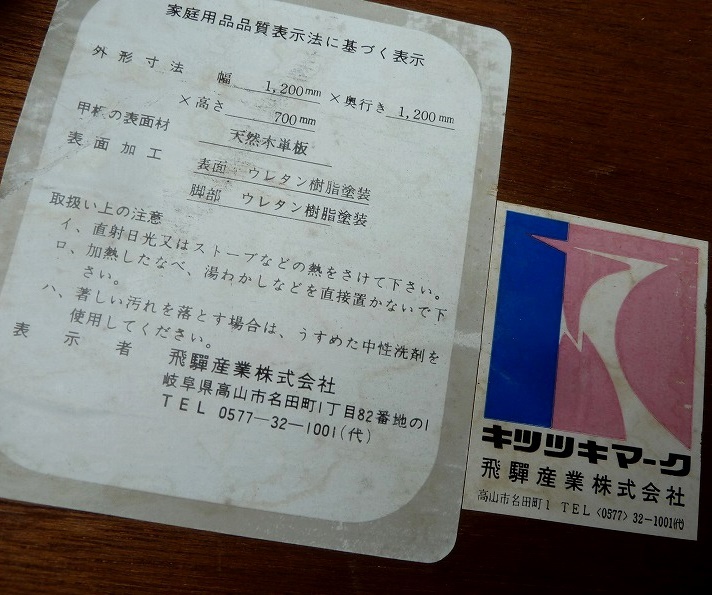 家庭用品品質表示法に基づく表示
外形寸法 幅 1,200mm ×奥行き 1,200mm
×高さ 700mm
甲板の表面材 天然木単板
表面加工 表面 ウレタン樹脂塗装
脚部 ウレタン樹脂塗装
取扱い上の注意
イ、直射日光又はストーブなどの熱をさけて下さい。
ロ、加熱したなべ、湯わかしなどを直接置かないで下
さい。
ハ、著しい汚れを落とす場合は、うすめた中性洗剤を
使用してください。
表示者 飛驒産業株式会社
岐阜県高山市名田町1丁目82番地の1
TEL 0577―32―1001(代)
キツツキマーク
飛驒産業株式会社
高山市名田町1 TEL〈0577〉32-1001(代)